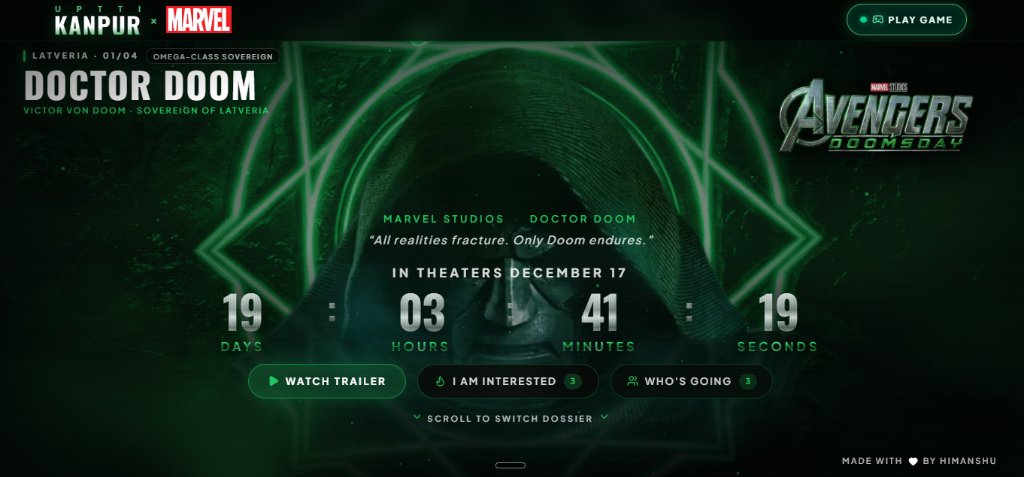 UPTTI
KANPUR × MARVEL
PLAY GAME
LATVERIA · 01/04 OMEGA-CLASS SOVEREIGN
DOCTOR DOOM
VICTOR VON DOOM · SOVEREIGN OF LATVERIA
MARVEL STUDIOS
AVENGERS
DOOMSDAY
MARVEL STUDIOS · DOCTOR DOOM
“All realities fracture. Only Doom endures.”
IN THEATERS DECEMBER 17
19 : 03 : 41 : 19
DAYS HOURS MINUTES SECONDS
WATCH TRAILER I AM INTERESTED 3 WHO'S GOING 3
SCROLL TO SWITCH DOSSIER
MADE WITH ♥ BY HIMANSHU